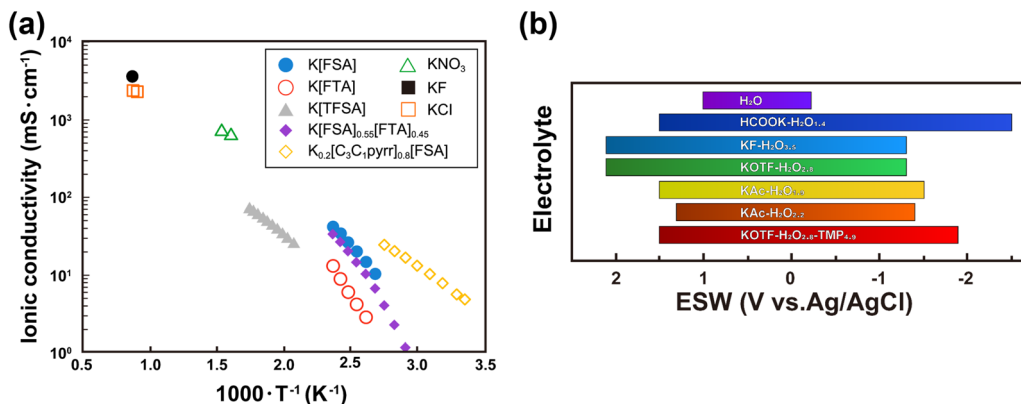 (a)
Ionic conductivity (mS·cm⁻¹)
10⁴
10³
10²
10¹
10⁰
0.5
1.0
1.5
2.0
2.5
3.0
3.5
1000·T⁻¹ (K⁻¹)
K[FSA]
K[FTA]
K[TFSA]
K[FSA]₀.₅₅[FTA]₀.₄₅
K₀.₂[C₃C₁pyrr]₀.₈[FSA]
KNO₃
KF
KCl
(b)
Electrolyte
H₂O
HCOOK-H₂O₁.₄
KF-H₂O₃.₅
KOTF-H₂O₂.₈
KAc-H₂O
KAc-H₂O₂.₂
KOTF-H₂O₂.₈-TMP₄.₉
2
1
0
-1
-2
ESW (V vs.Ag/AgCl)